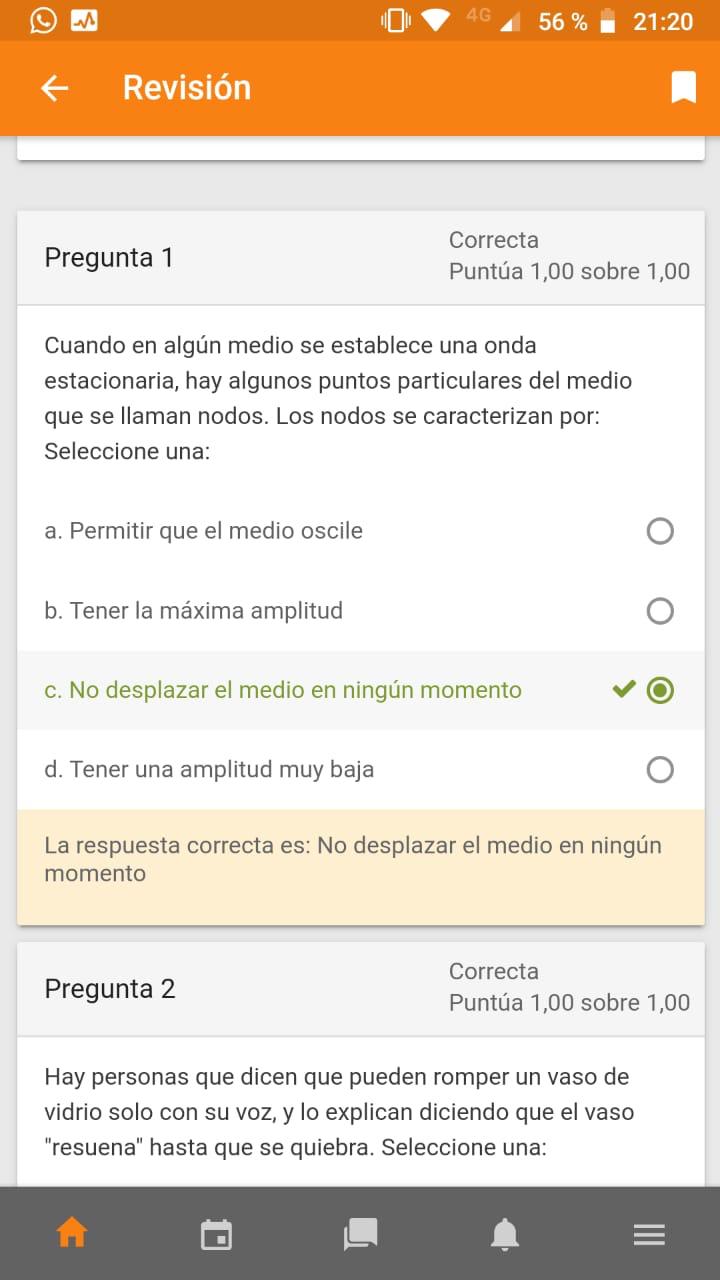 4G 56 % 21:20
Revisión
Pregunta 1
Correcta
Puntúa 1,00 sobre 1,00
Cuando en algún medio se establece una onda
estacionaria, hay algunos puntos particulares del medio
que se llaman nodos. Los nodos se caracterizan por:
Seleccione una:
a. Permitir que el medio oscile
b. Tener la máxima amplitud
c. No desplazar el medio en ningún momento
d. Tener una amplitud muy baja
La respuesta correcta es: No desplazar el medio en ningún
momento
Pregunta 2
Correcta
Puntúa 1,00 sobre 1,00
Hay personas que dicen que pueden romper un vaso de
vidrio solo con su voz, y lo explican diciendo que el vaso
"resuena" hasta que se quiebra. Seleccione una: